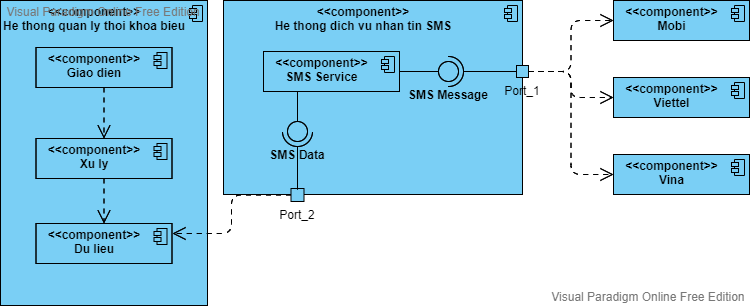 Visual Paradigm Online Free Edition
<<component>>
He thong quan ly thoi khoa bieu
<<component>>
Giao dien
<<component>>
Xu ly
<<component>>
Du lieu
<<component>>
He thong dich vu nhan tin SMS
<<component>>
SMS Service
SMS Message
SMS Data
Port_1
Port_2
<<component>>
Mobi
<<component>>
Viettel
<<component>>
Vina
Visual Paradigm Online Free Edition